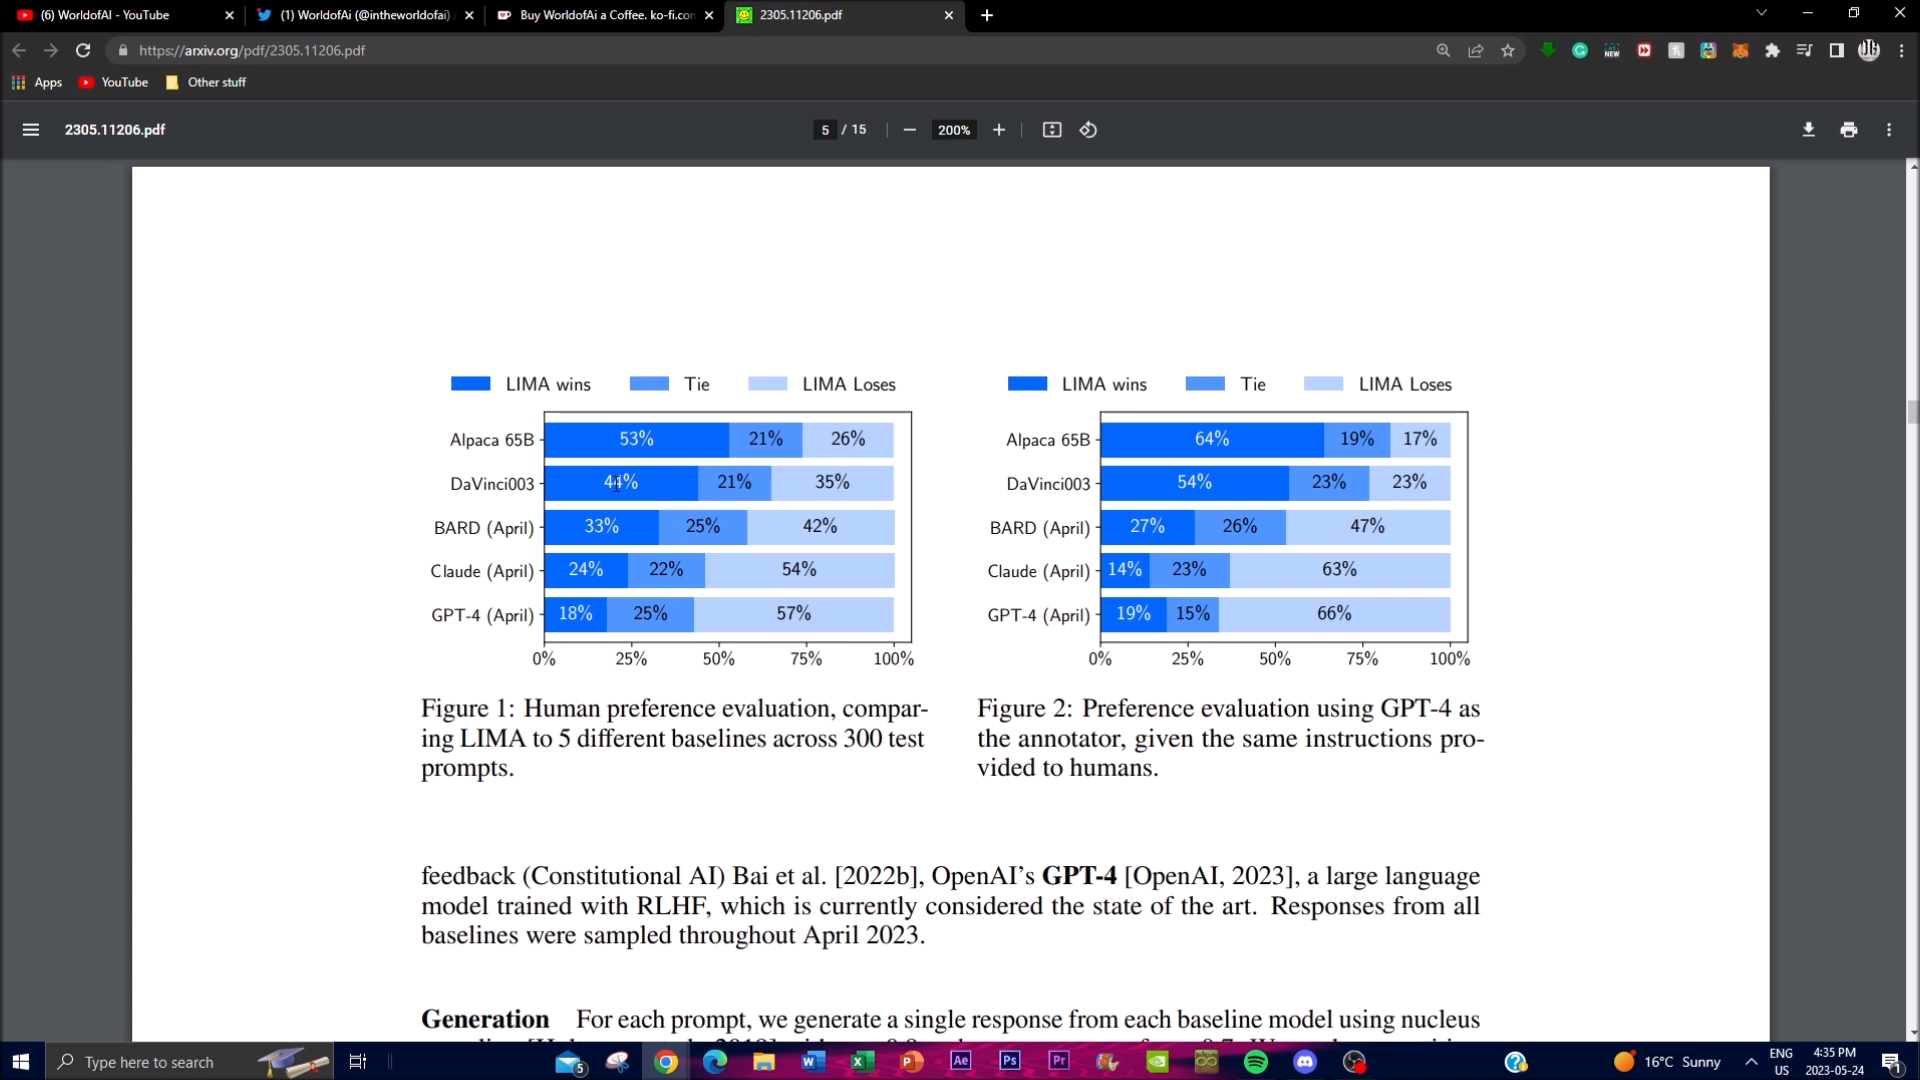 (6) WorldofAI - YouTube
(1) WorldofAi (@intheworldofai)
Buy WorldofAi a Coffee. ko-fi.con
2305.11206.pdf
https://arxiv.org/pdf/2305.11206.pdf
NEW
Apps
YouTube
Other stuff
2305.11206.pdf
5 / 15
200%
LIMA wins Tie LIMA Loses
Alpaca 65B 53% 21% 26%
DaVinci003 44% 21% 35%
BARD (April) 33% 25% 42%
Claude (April) 24% 22% 54%
GPT-4 (April) 18% 25% 57%
0% 25% 50% 75% 100%
Figure 1: Human preference evaluation, compar-
ing LIMA to 5 different baselines across 300 test
prompts.
LIMA wins Tie LIMA Loses
Alpaca 65B 64% 19% 17%
DaVinci003 54% 23% 23%
BARD (April) 27% 26% 47%
Claude (April) 14% 23% 63%
GPT-4 (April) 19% 15% 66%
0% 25% 50% 75% 100%
Figure 2: Preference evaluation using GPT-4 as
the annotator, given the same instructions pro-
vided to humans.
feedback (Constitutional AI) Bai et al. [2022b], OpenAI's GPT-4 [OpenAI, 2023], a large language
model trained with RLHF, which is currently considered the state of the art. Responses from all
baselines were sampled throughout April 2023.
Generation For each prompt, we generate a single response from each baseline model using nucleus
Type here to search
5
Ae
Ps
Pr
16°C Sunny
ENG
US
4:35 PM
2023-05-24
1